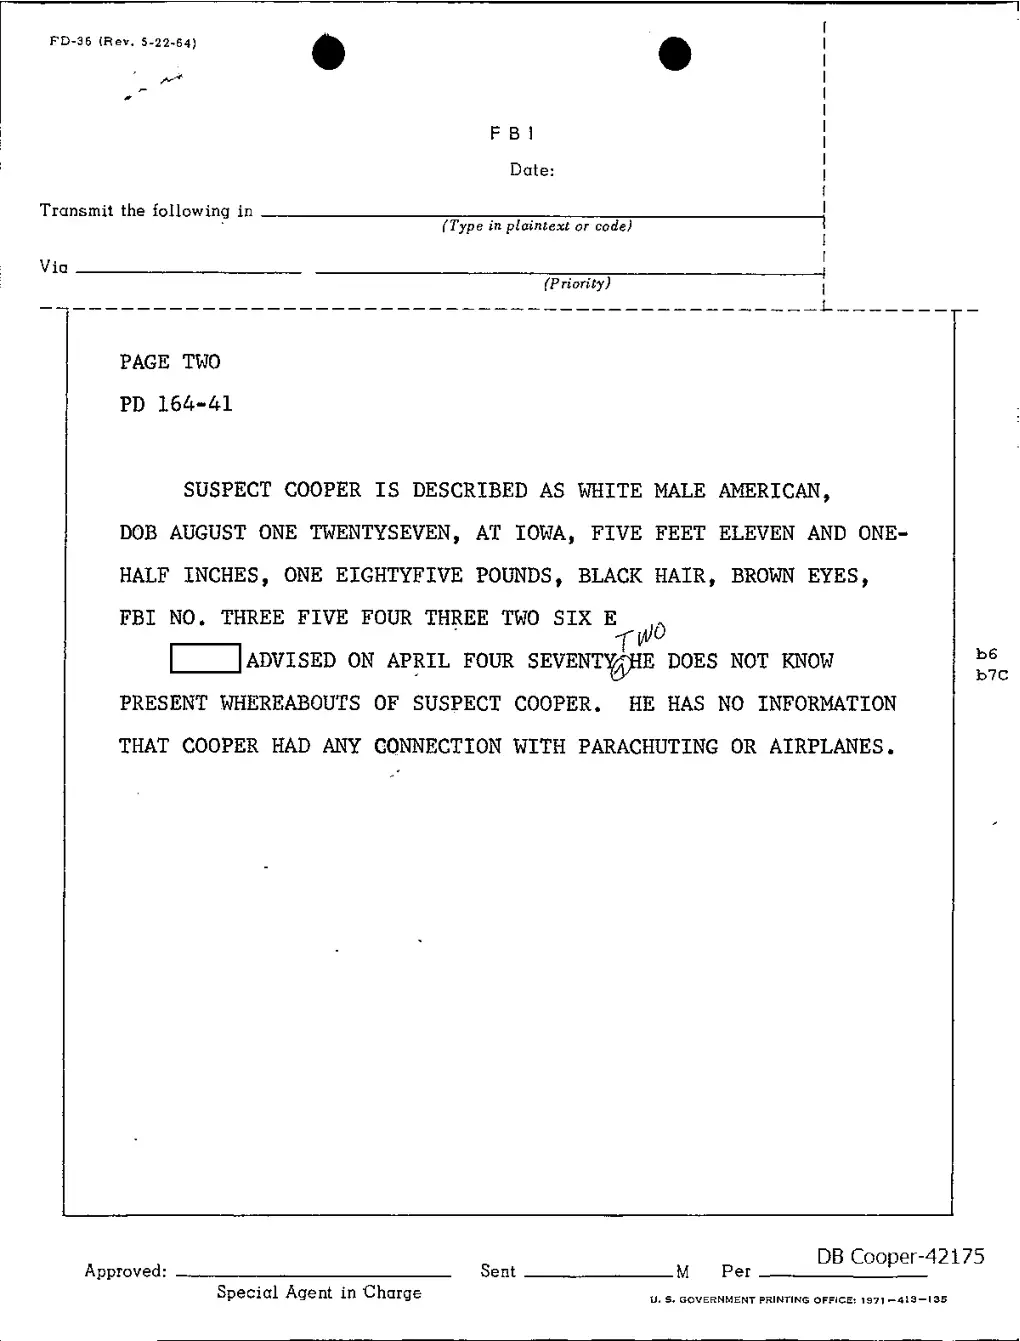 FD-36 (Rev. 5-22-64)
FBI
Date:
Transmit the following in
(Type in plaintext or code)
Via
(Priority)
PAGE TWO
PD 164-41
SUSPECT COOPER IS DESCRIBED AS WHITE MALE AMERICAN,
DOB AUGUST ONE TWENTYSEVEN, AT IOWA, FIVE FEET ELEVEN AND ONE-
HALF INCHES, ONE EIGHTYFIVE POUNDS, BLACK HAIR, BROWN EYES,
FBI NO. THREE FIVE FOUR THREE TWO SIX E
TWO
ADVISED ON APRIL FOUR SEVENTY, HE DOES NOT KNOW
b6
b7C
PRESENT WHEREABOUTS OF SUSPECT COOPER. HE HAS NO INFORMATION
THAT COOPER HAD ANY CONNECTION WITH PARACHUTING OR AIRPLANES.
DB Cooper-42175
Approved:
Sent
M Per
Special Agent in Charge
U. S. GOVERNMENT PRINTING OFFICE: 1971-413-135